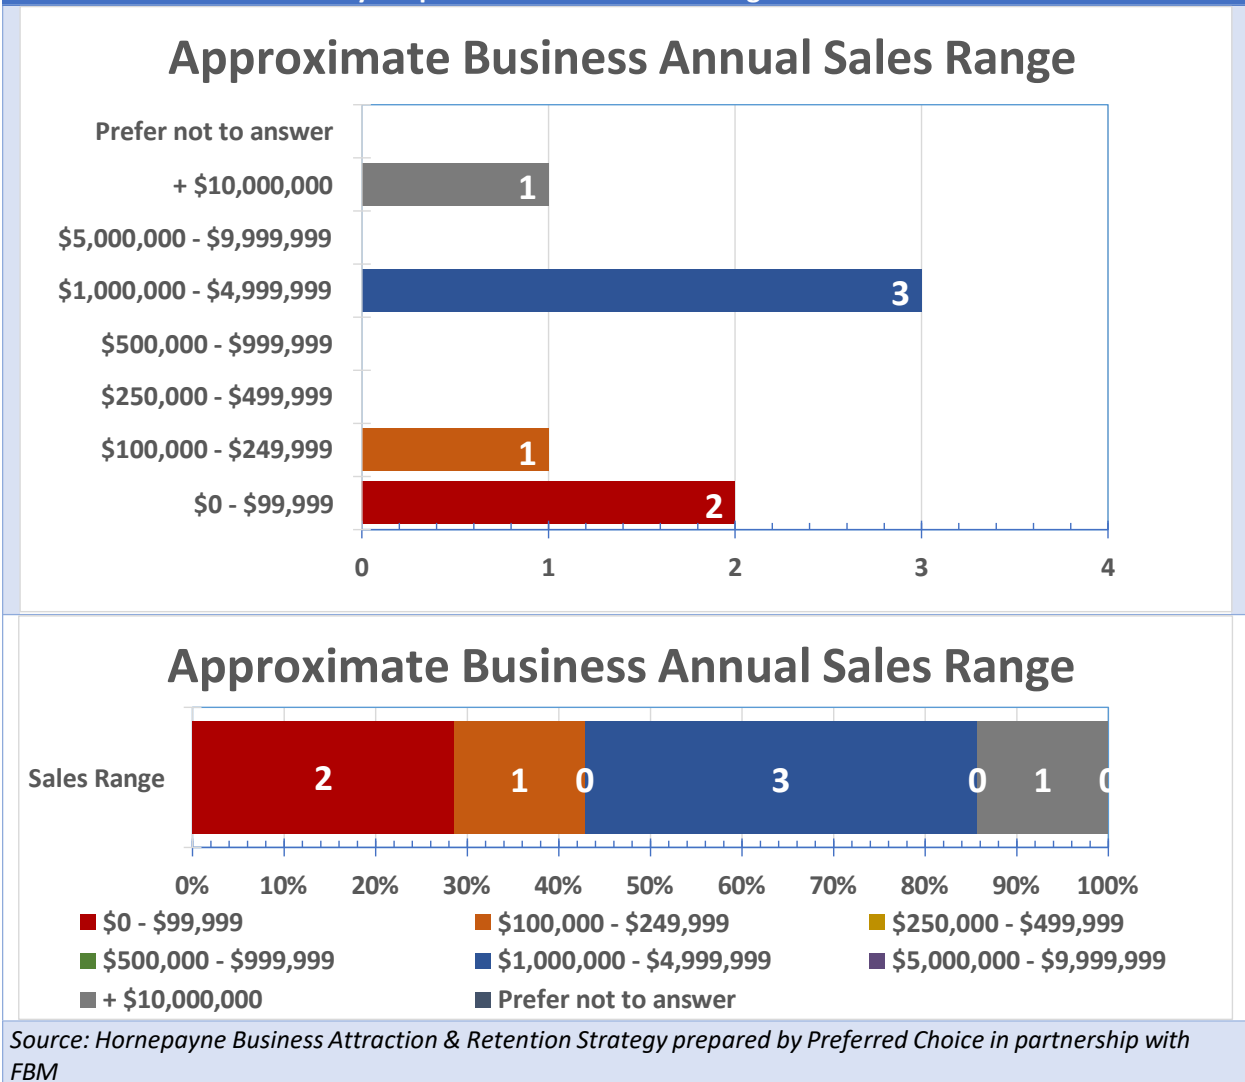 Approximate Business Annual Sales Range
Prefer not to answer
+ $10,000,000
1
$5,000,000 - $9,999,999
$1,000,000 - $4,999,999
3
$500,000 - $999,999
$250,000 - $499,999
$100,000 - $249,999
1
$0 - $99,999
2
0 1 2 3 4
Approximate Business Annual Sales Range
Sales Range 2 1 0 3 0 1 0
0% 10% 20% 30% 40% 50% 60% 70% 80% 90% 100%
$0 - $99,999 $100,000 - $249,999 $250,000 - $499,999
$500,000 - $999,999 $1,000,000 - $4,999,999 $5,000,000 - $9,999,999
+ $10,000,000 Prefer not to answer
Source: Hornepayne Business Attraction & Retention Strategy prepared by Preferred Choice in partnership with
FBM